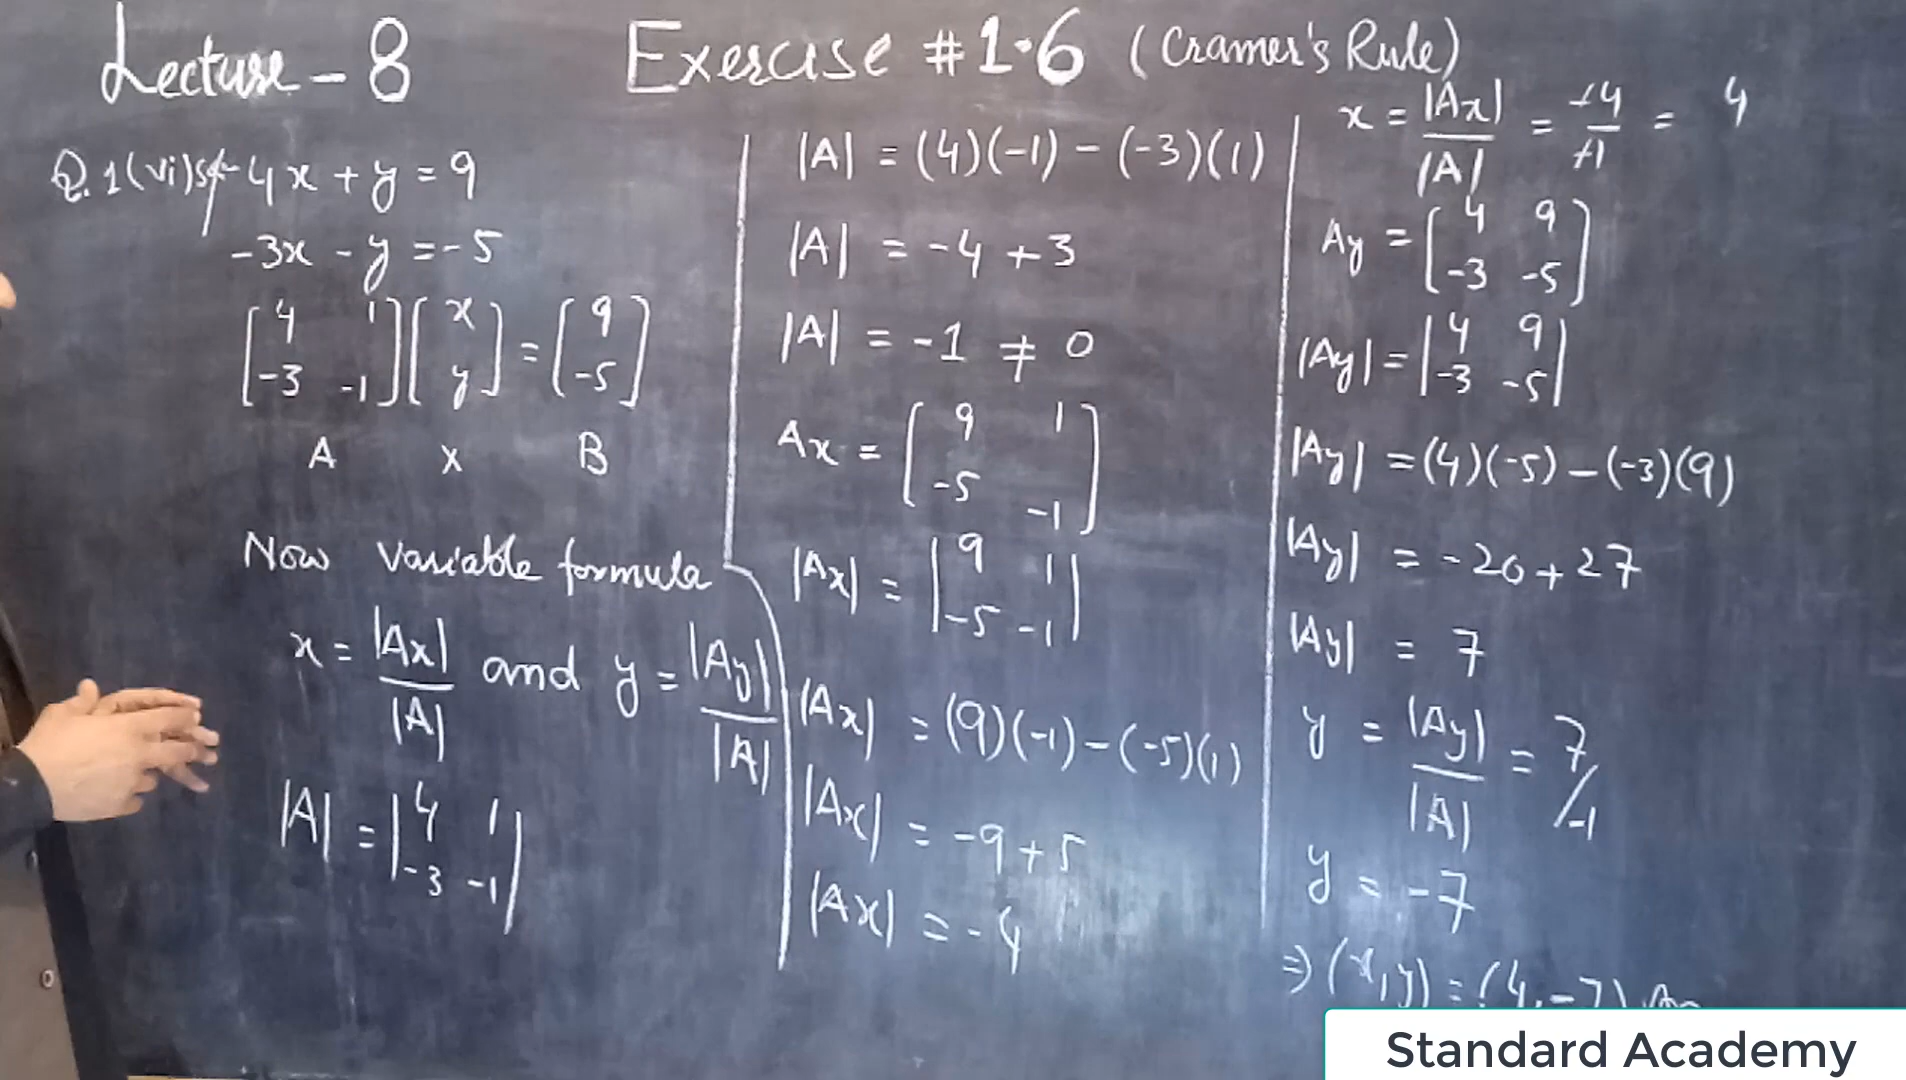 Lecture - 8
Exercise # 1.6 (Cramer's Rule)
Q. 1 (vi) 4x + y = 9
-3x - y = -5
[4 1; -3 -1] [x; y] = [9; -5]
A X B
Now variable formula
x = |Ax| / |A| and y = |Ay| / |A|
|A| = |4 1; -3 -1|
|A| = (4)(-1) - (-3)(1)
|A| = -4 + 3
|A| = -1 ≠ 0
Ax = [9 1; -5 -1]
|Ax| = |9 1; -5 -1|
|Ax| = (9)(-1) - (-5)(1)
|Ax| = -9 + 5
|Ax| = -4
x = |Ax| / |A| = -4 / -1 = 4
Ay = [4 9; -3 -5]
|Ay| = |4 9; -3 -5|
|Ay| = (4)(-5) - (-3)(9)
|Ay| = -20 + 27
|Ay| = 7
y = |Ay| / |A| = 7 / -1
y = -7
⇒ (x, y) = (4, -7)
Standard Academy